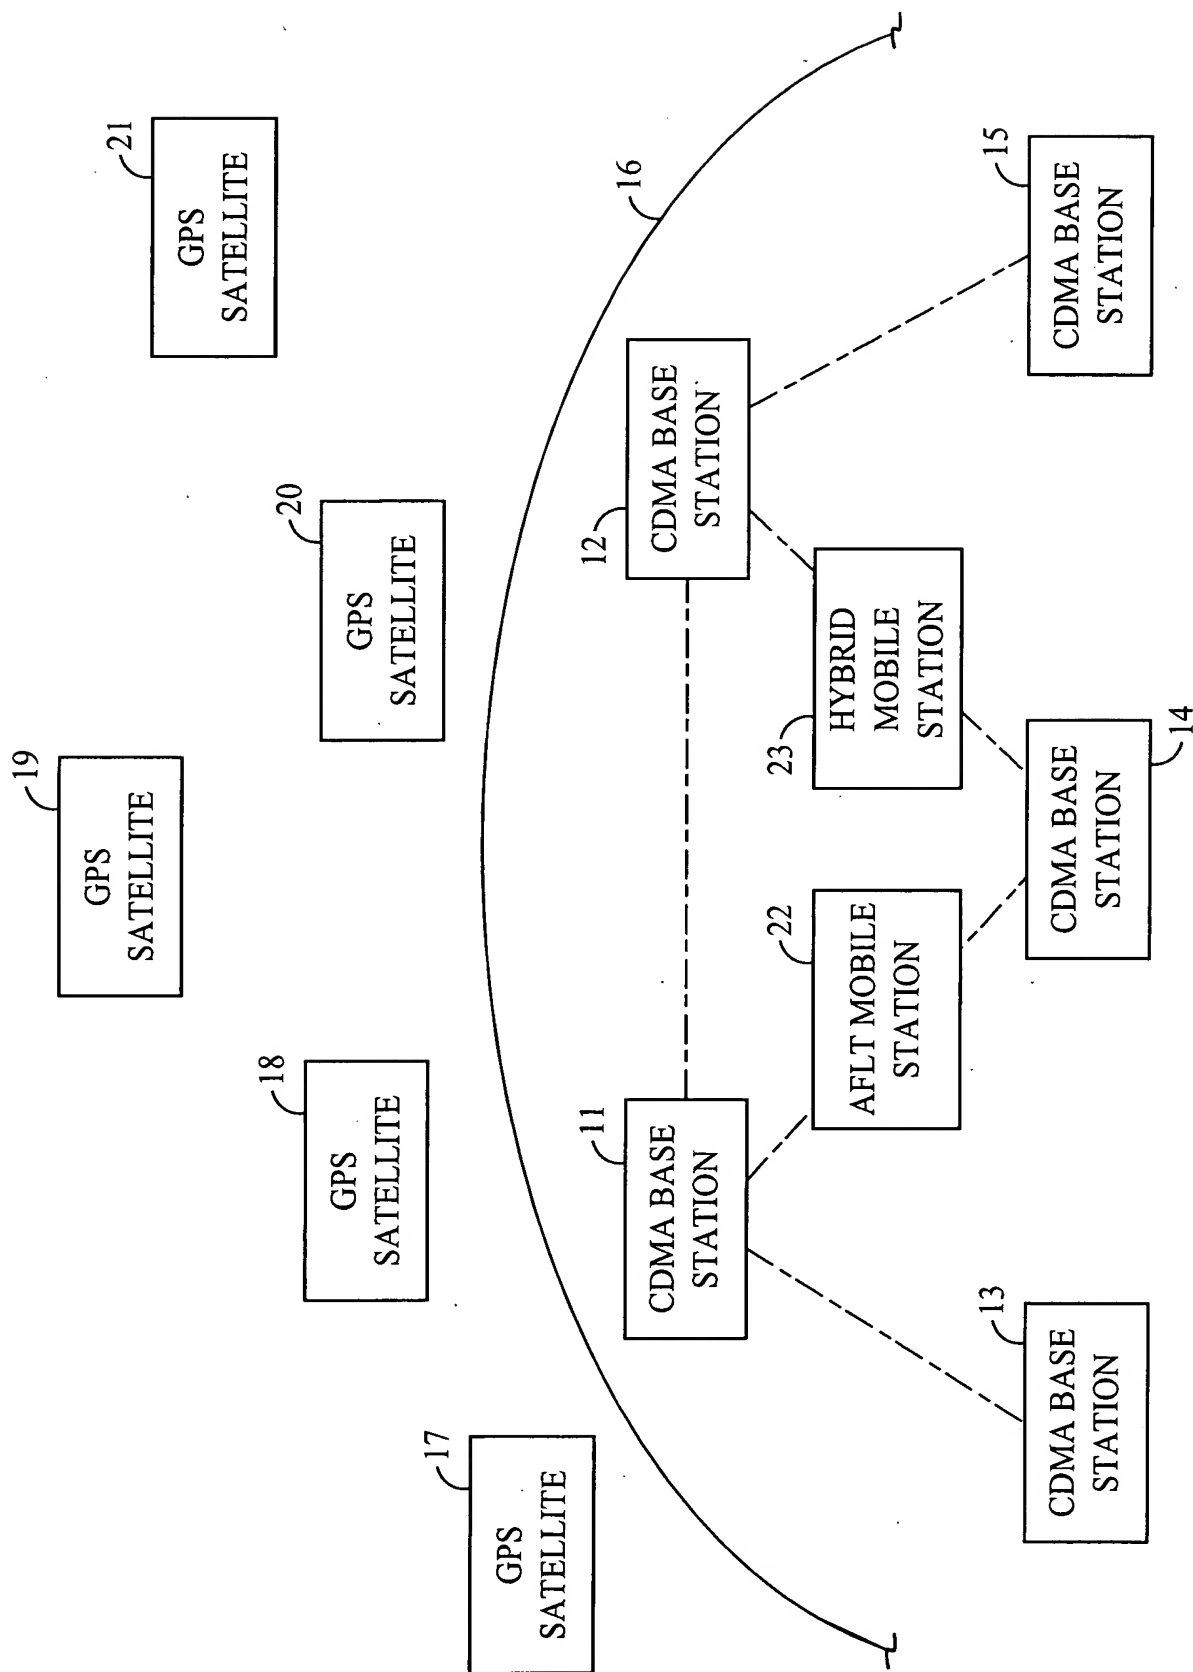 19
GPS
SATELLITE
21
GPS
SATELLITE
18
GPS
SATELLITE
20
GPS
SATELLITE
17
GPS
SATELLITE
16
11
CDMA BASE
STATION
12
CDMA BASE
STATION
22
AFLT MOBILE
STATION
23
HYBRID
MOBILE
STATION
13
CDMA BASE
STATION
14
CDMA BASE
STATION
15
CDMA BASE
STATION